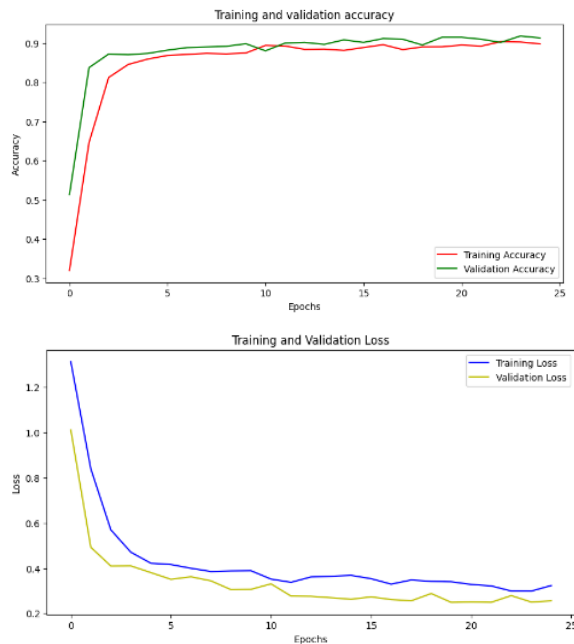 Training and validation accuracy
0.9
0.8
0.7
0.6
0.5
0.4
0.3
Accuracy
Training Accuracy
Validation Accuracy
0 5 10 15 20 25
Epochs
Training and Validation Loss
1.2
1.0
0.8
0.6
0.4
0.2
Loss
Training Loss
Validation Loss
0 5 10 15 20 25
Epochs